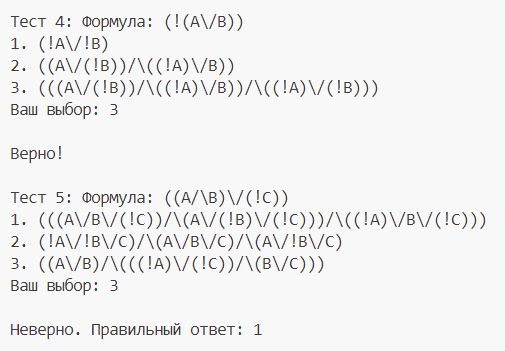 Тест 4: Формула: (!(A\/B))
1. (!A\/!B)
2. ((A\/(!B))/\((!A)\/B))
3. (((A\/(!B))/\((!A)\/B))/\((!A)\/(!B)))
Ваш выбор: 3
Верно!
Тест 5: Формула: ((A/\B)\/(!C))
1. (((A\/B\/(!C))/\(A\/(!B)\/(!C)))/\((!A)\/B\/(!C)))
2. (!A\/!B\/C)/\(A\/B\/C)/\(A\/!B\/C)
3. ((A\/B)/\(((!A)\/(!C))/\(B\/C)))
Ваш выбор: 3
Неверно. Правильный ответ: 1